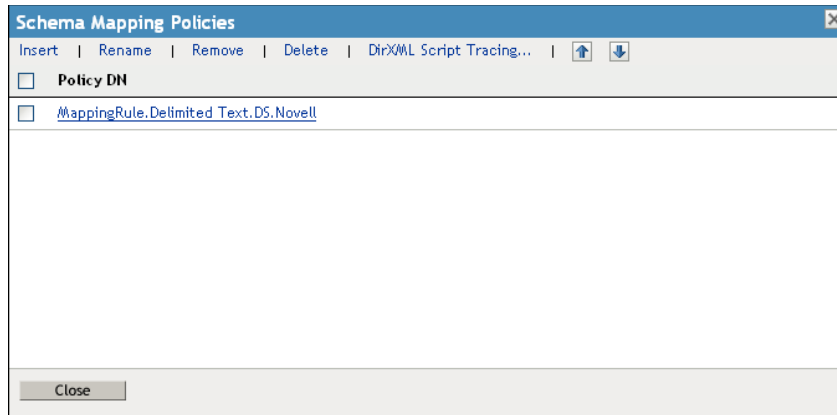 Schema Mapping Policies
Insert | Rename | Remove | Delete | DirXML Script Tracing... |
Policy DN
MappingRule.Delimited Text.DS.Novell
Close